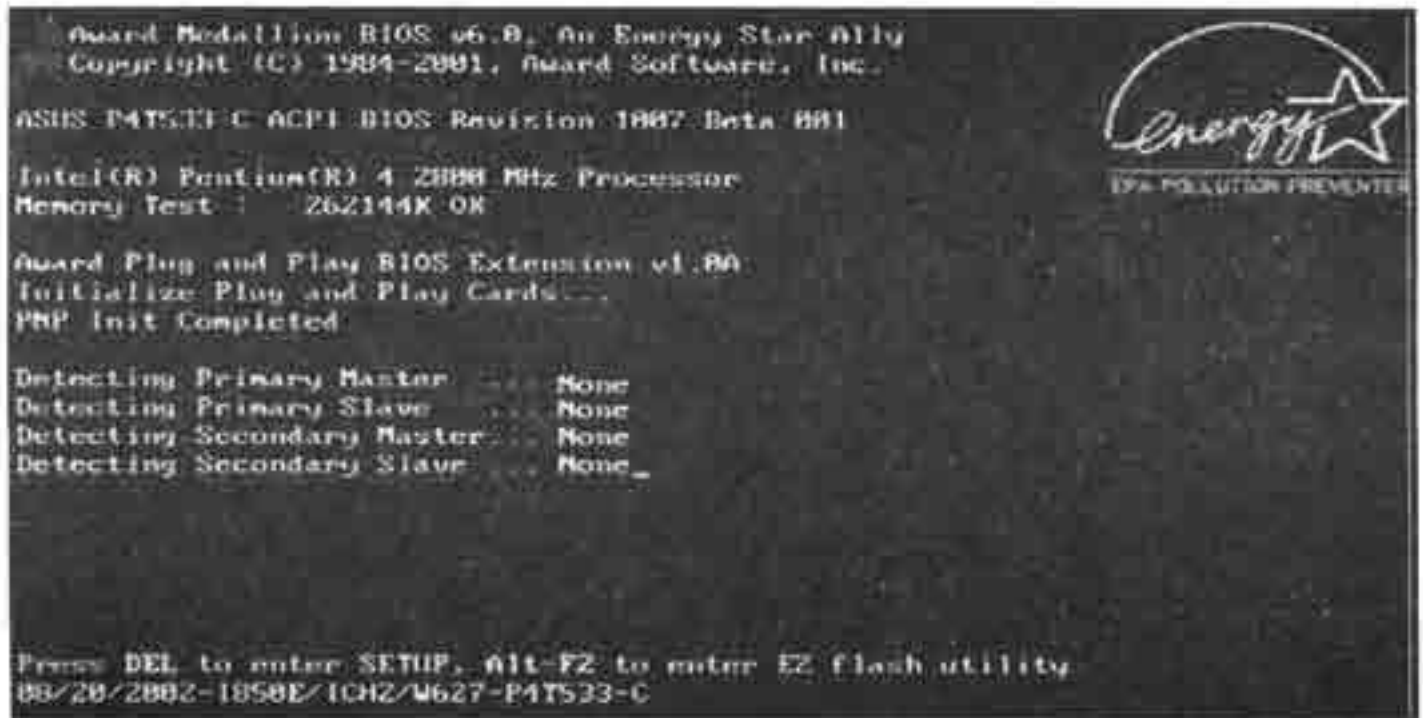 Award Medallion BIOS v6.0, An Energy Star Ally
Copyright (C) 1984-2001, Award Software, Inc.
energy
EPA POLLUTION PREVENTER
ASUS P4T533-C ACPI BIOS Revision 1007 Beta 001
Intel(R) Pentium(R) 4 2800 MHz Processor
Memory Test : 262144K OK
Award Plug and Play BIOS Extension v1.0A
Initialize Plug and Play Cards...
PNP Init Completed
Detecting Primary Master ... None
Detecting Primary Slave ... None
Detecting Secondary Master... None
Detecting Secondary Slave ... None_
Press DEL to enter SETUP, Alt-F2 to enter EZ flash utility
08/20/2002-I850E/ICH2/W627-P4T533-C